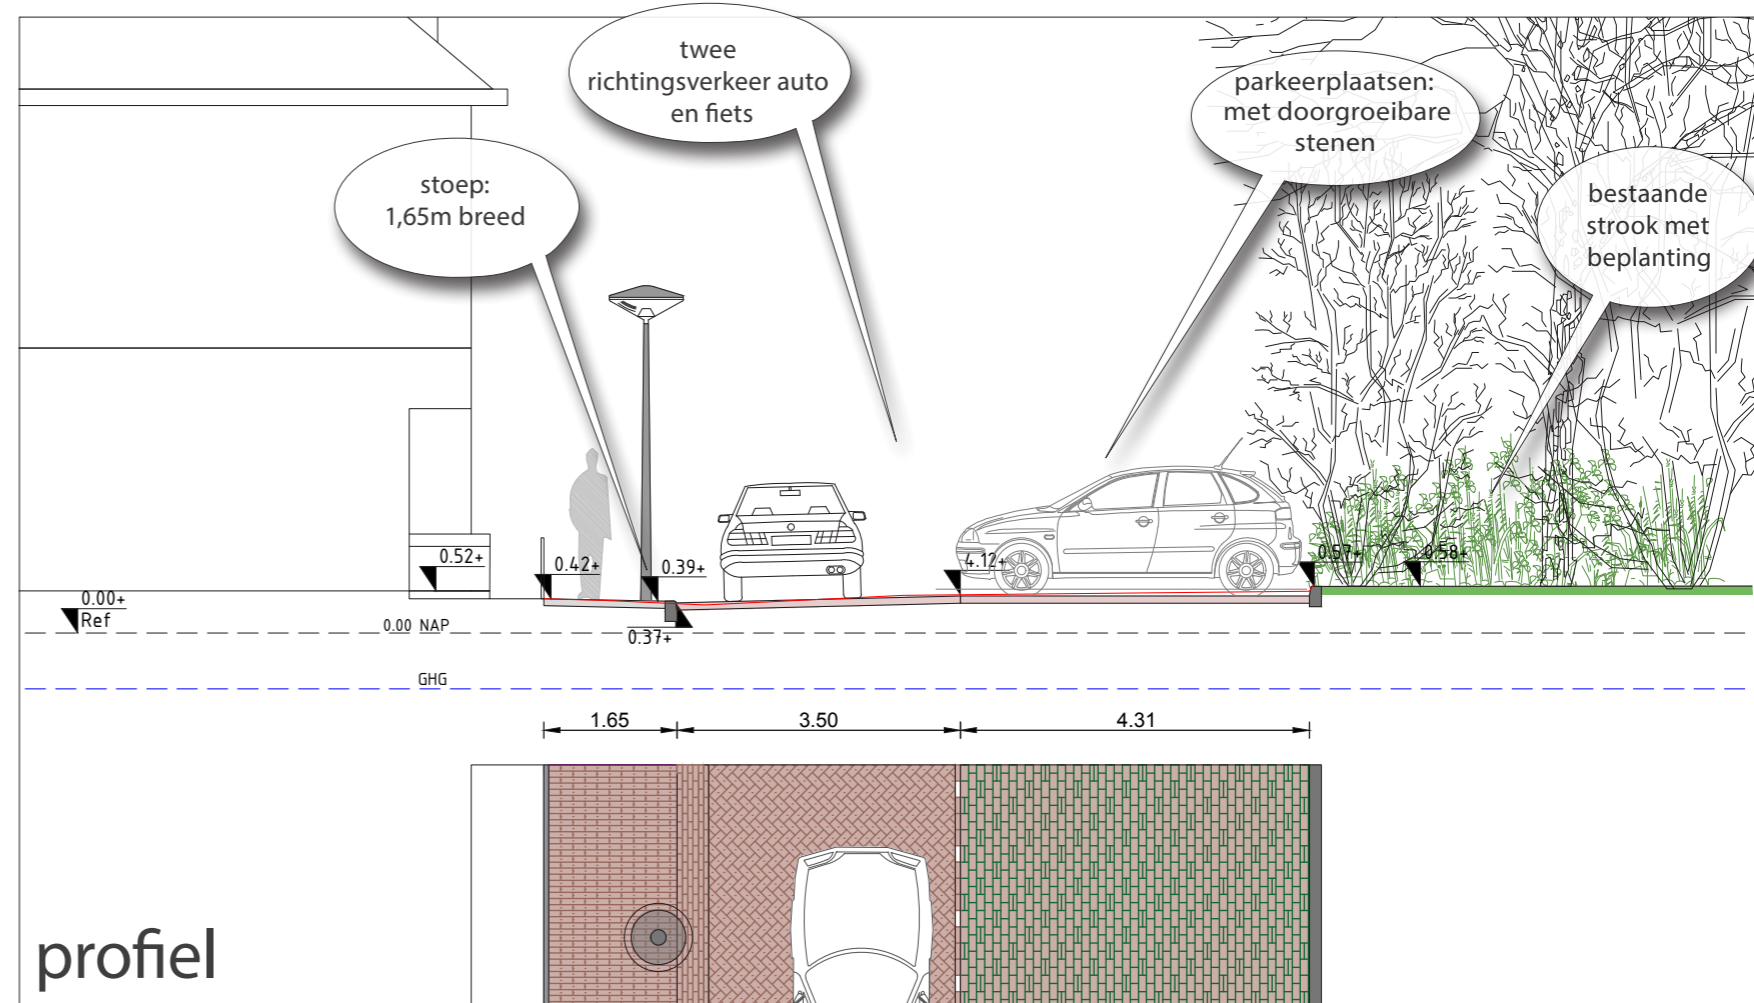 twee
richtingsverkeer auto
en fiets
parkeerplaatsen:
met doorgroeibare
stenen
stoep:
1,65m breed
bestaande
strook met
beplanting
0.52+
0.42+
0.39+
4.12+
0.57+
0.58+
0.00+
Ref
0.37+
0.00 NAP
GHG
1.65
3.50
4.31
profiel